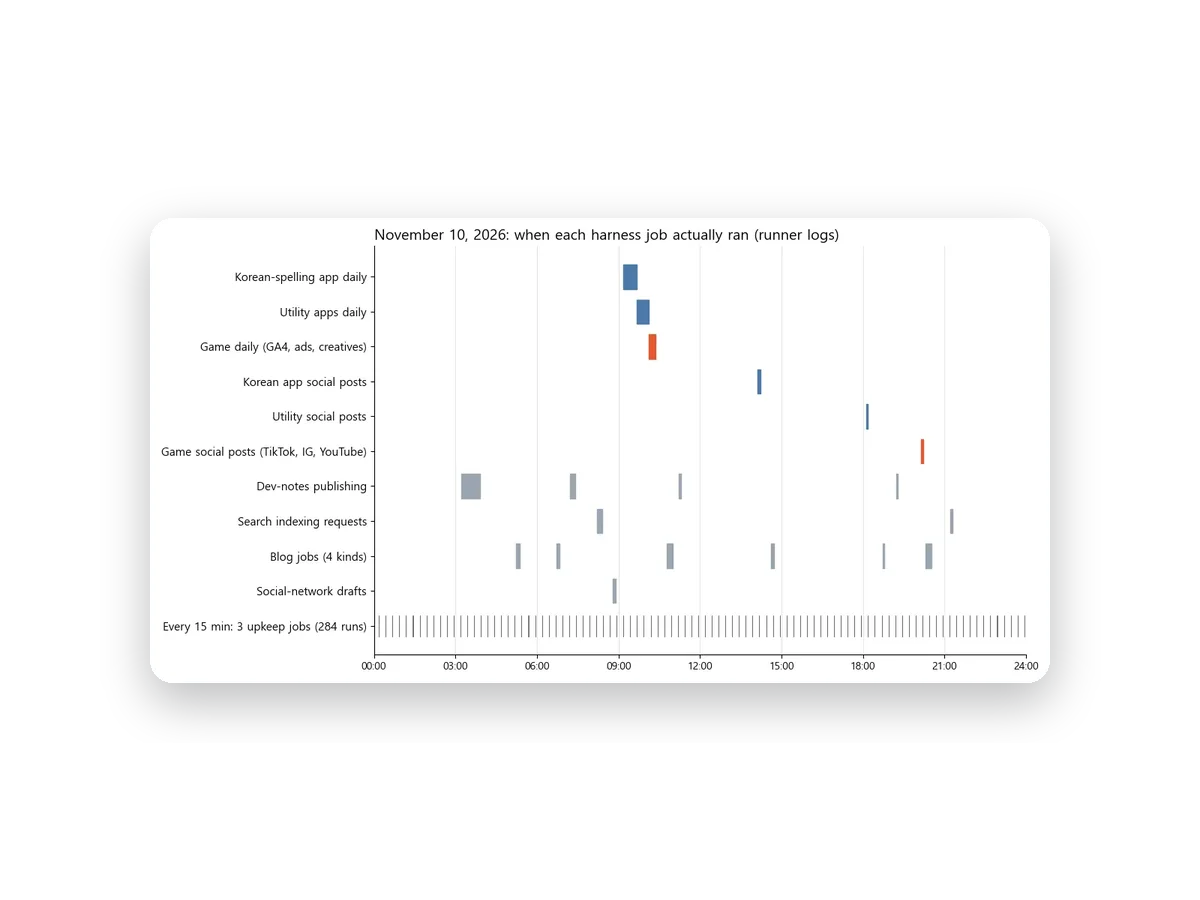 November 10, 2026: when each harness job actually ran (runner logs)
Korean-spelling app daily
Utility apps daily
Game daily (GA4, ads, creatives)
Korean app social posts
Utility social posts
Game social posts (TikTok, IG, YouTube)
Dev-notes publishing
Search indexing requests
Blog jobs (4 kinds)
Social-network drafts
Every 15 min: 3 upkeep jobs (284 runs)
00:00 03:00 06:00 09:00 12:00 15:00 18:00 21:00 24:00